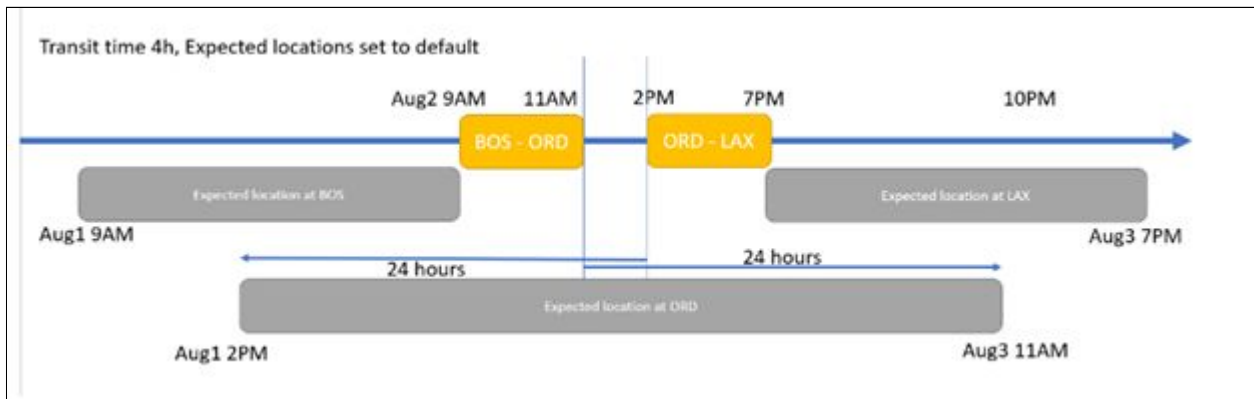 Transit time 4h, Expected locations set to default
Aug2 9AM 11AM 2PM 7PM 10PM
BOS - ORD ORD - LAX
Expected location at BOS Expected location at LAX
Aug1 9AM Aug3 7PM
24 hours 24 hours
Expected location at ORD
Aug1 2PM Aug3 11AM